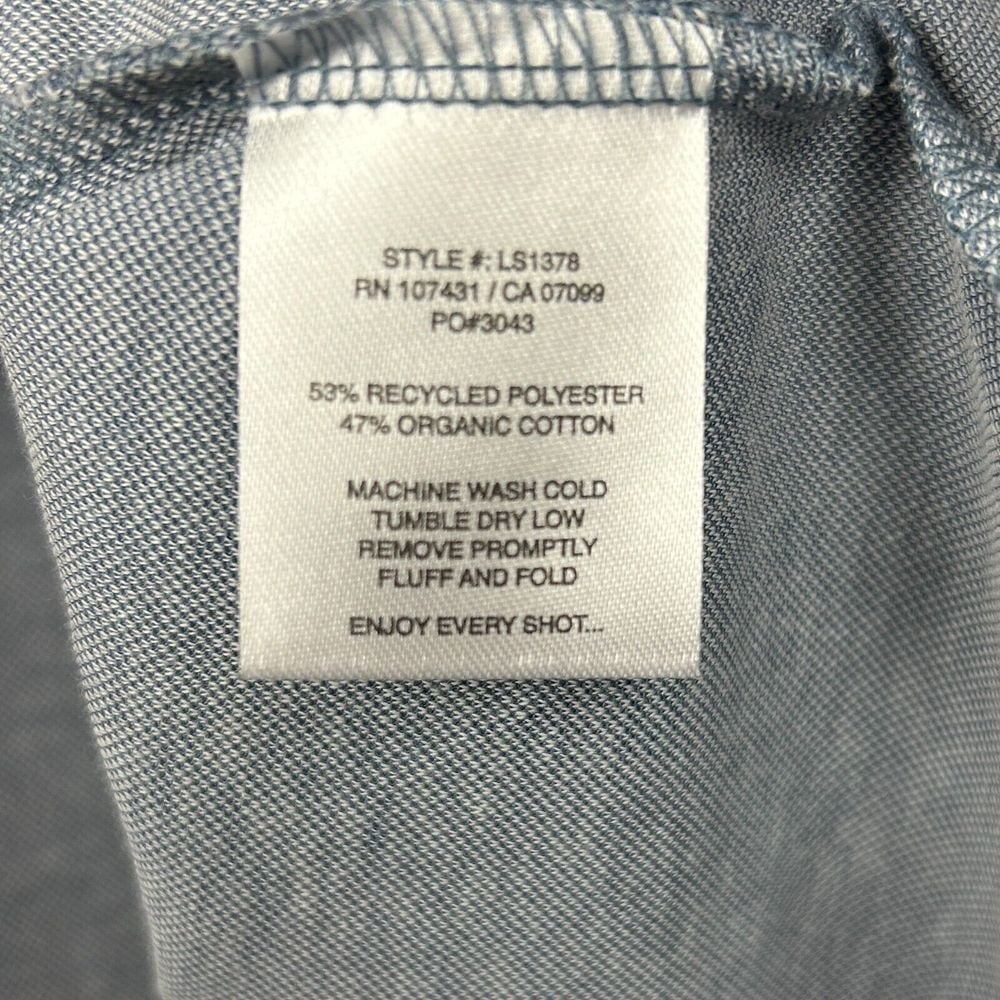 STYLE #: LS1378
RN 107431 / CA 07099
PO#3043
53% RECYCLED POLYESTER
47% ORGANIC COTTON
MACHINE WASH COLD
TUMBLE DRY LOW
REMOVE PROMPTLY
FLUFF AND FOLD
ENJOY EVERY SHOT...